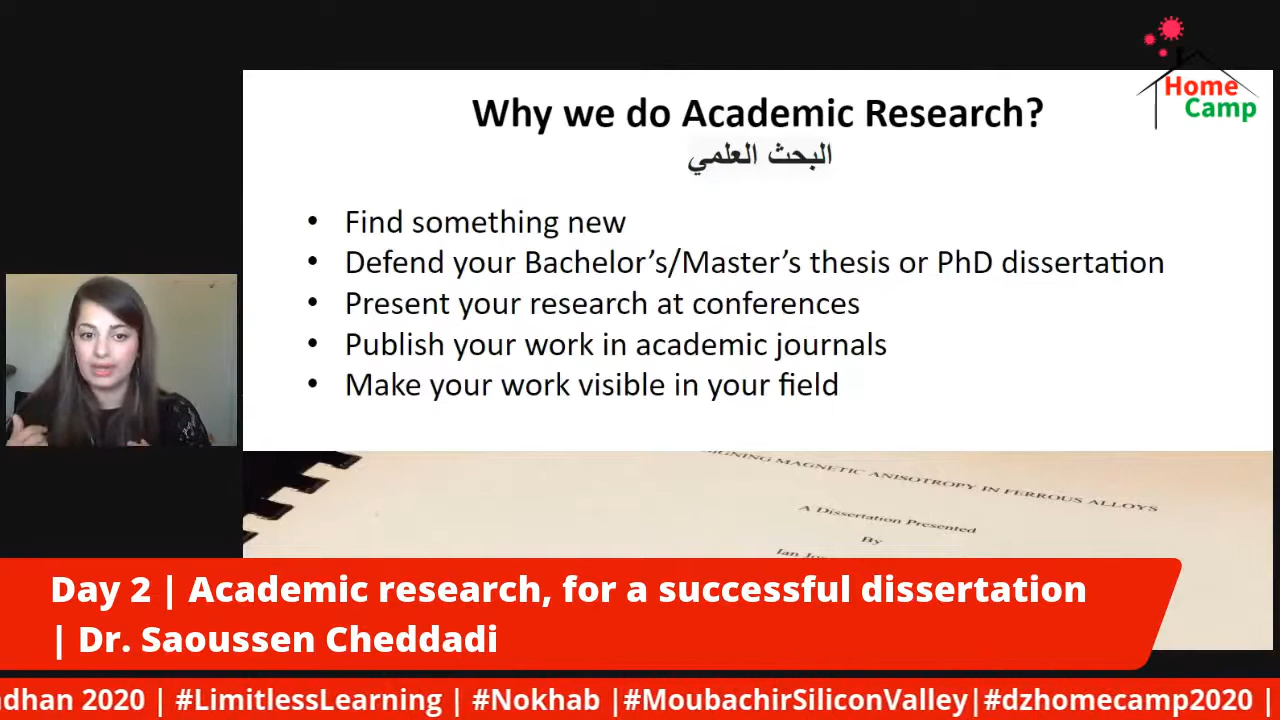 Home
Camp
Why we do Academic Research?
البحث العلمي
• Find something new
• Defend your Bachelor’s/Master’s thesis or PhD dissertation
• Present your research at conferences
• Publish your work in academic journals
• Make your work visible in your field
MAGNETIC ANISOTROPY IN FERROUS ALLOYS
A Dissertation Presented
By
Ian
Day 2 | Academic research, for a successful dissertation
| Dr. Saoussen Cheddadi
2020 | #LimitlessLearning | #Nokhab |#MoubachirSiliconValley|#dzhomecamp2020 |